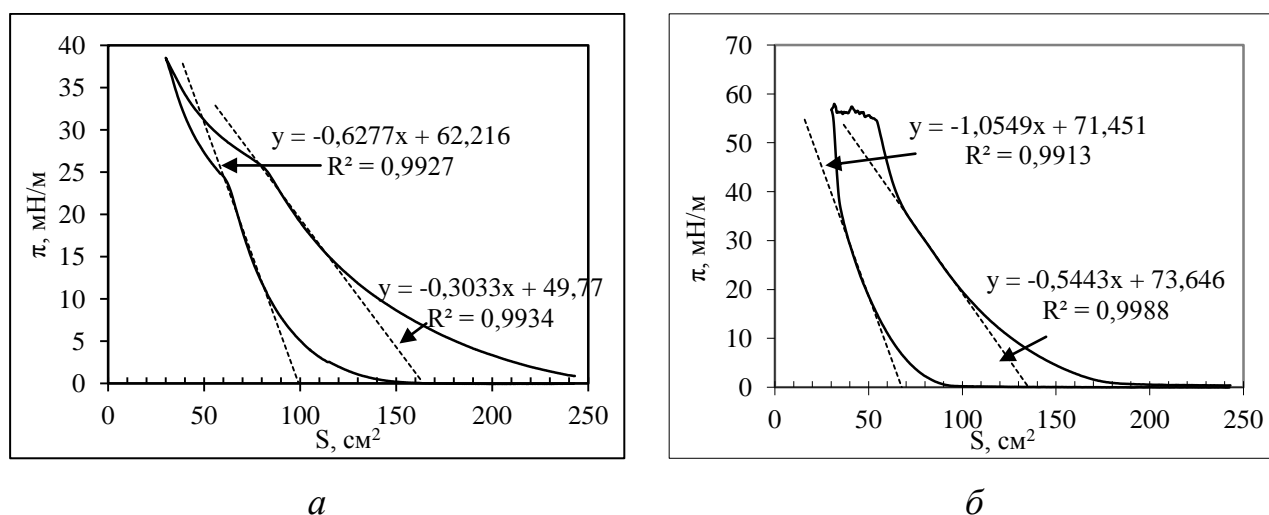 40
35
30
25
20
15
10
5
0
π, мН/м
y = -0,6277x + 62,216
R² = 0,9927
y = -0,3033x + 49,77
R² = 0,9934
0 50 100 150 200 250
S, см²
а
70
60
50
40
30
20
10
0
π, мН/м
y = -1,0549x + 71,451
R² = 0,9913
y = -0,5443x + 73,646
R² = 0,9988
0 50 100 150 200 250
S, см²
б